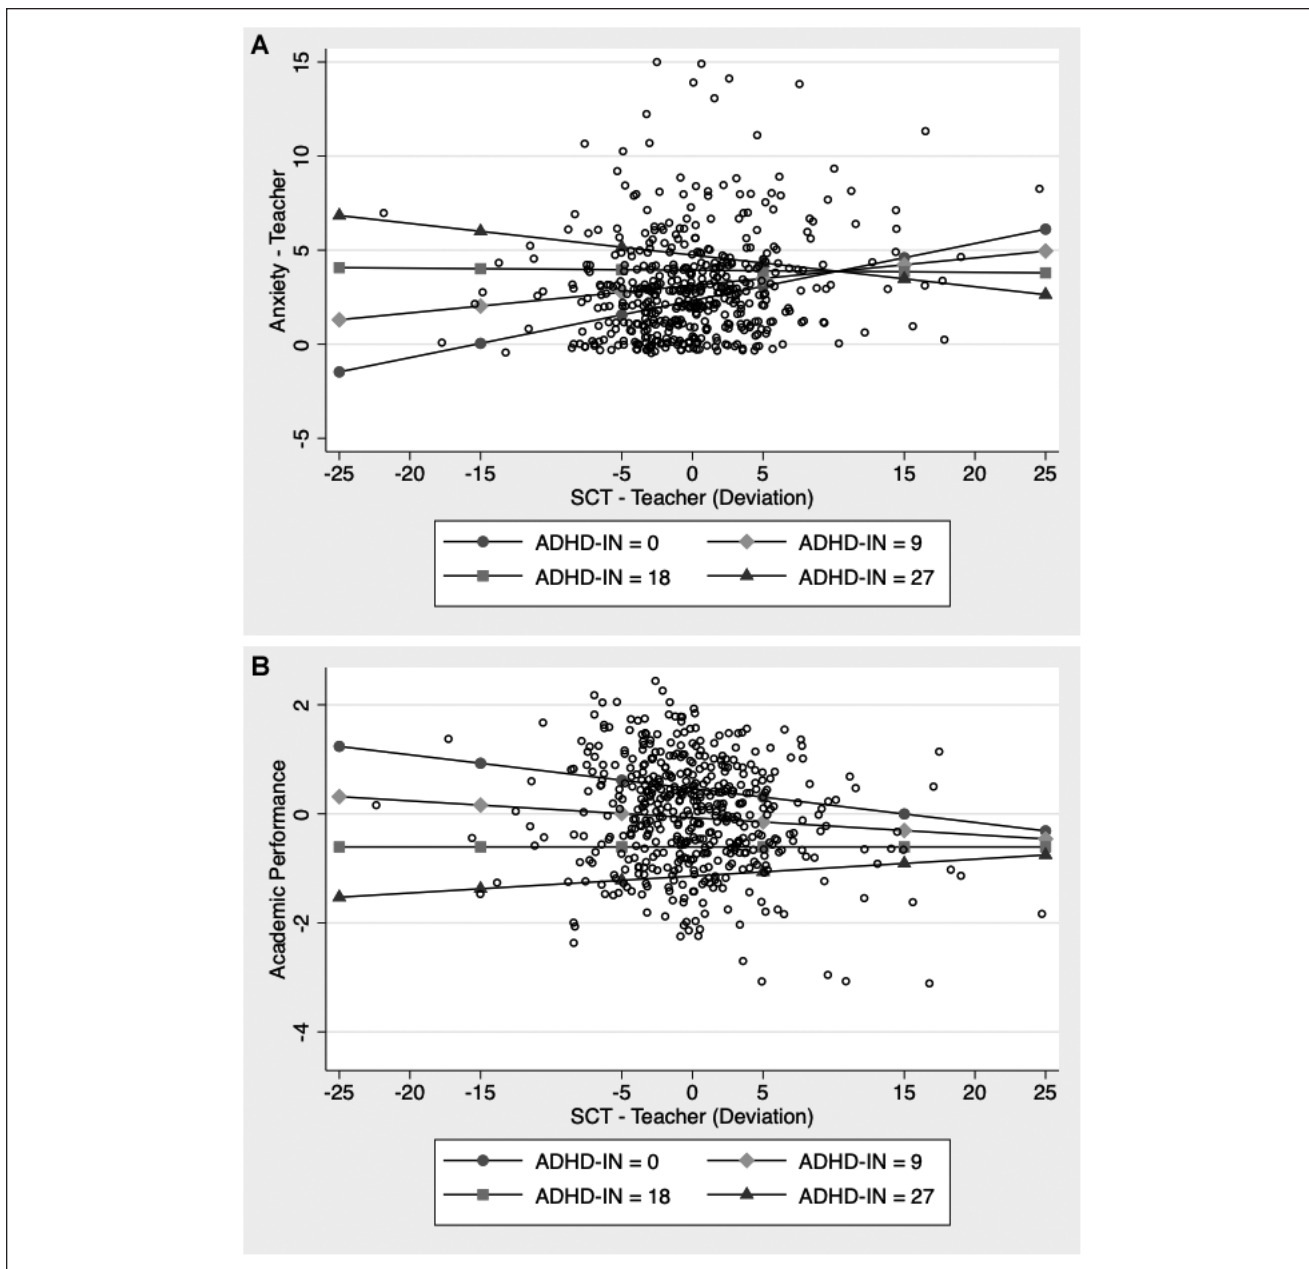 A
15
10
5
0
-5
Anxiety - Teacher
-25 -20 -15 -5 0 5 15 20 25
SCT - Teacher (Deviation)
ADHD-IN = 0 ADHD-IN = 9
ADHD-IN = 18 ADHD-IN = 27
B
2
0
-2
-4
Academic Performance
-25 -20 -15 -5 0 5 15 20 25
SCT - Teacher (Deviation)
ADHD-IN = 0 ADHD-IN = 9
ADHD-IN = 18 ADHD-IN = 27